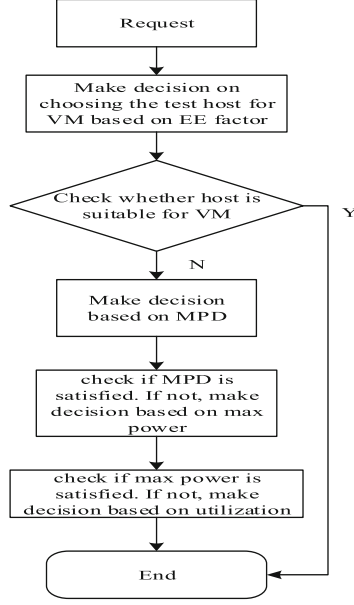 Request
Make decision on
choosing the test host for
VM based on EE factor
Check whether host is
suitable for VM
Y
N
Make decision
based on MPD
check if MPD is
satisfied. If not, make
decision based on max
power
check if max power is
satisfied. If not, make
decision based on utilization
End